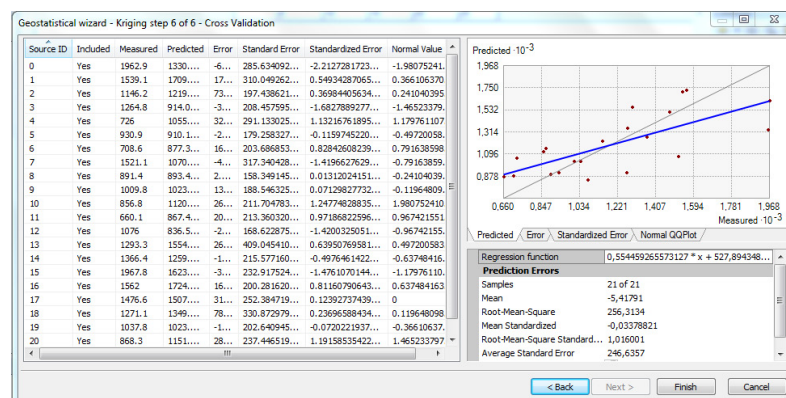 Geostatistical wizard - Kriging step 6 of 6 - Cross Validation
Source ID Included Measured Predicted Error Standard Error Standardized Error Normal Value
0 Yes 1962.9 1330.... -6... 285.634092... -2.2127281723... -1.98075241.
1 Yes 1539.1 1709.... 17... 310.049262... 0.54934287065... 0.366106370
2 Yes 1146.2 1219.... 73... 197.438621... 0.36984405634... 0.241040395
3 Yes 1264.8 914.0... -3... 208.457595... -1.6827889277... -1.46523379.
4 Yes 726 1055.... 32... 291.133025... 1.13216761895... 1.179761107
5 Yes 930.9 910.1... -2... 179.258327... -0.1159745220... -0.49720058.
6 Yes 708.6 877.3... 16... 203.686853... 0.82842608239... 0.791638598
7 Yes 1521.1 1070.... -4... 317.340428... -1.4196627629... -0.79163859.
8 Yes 891.4 893.4... 2.... 158.349145... 0.01312024151... -0.24104039.
9 Yes 1009.8 1023.... 13... 188.546325... 0.07129827732... -0.11964809.
10 Yes 856.8 1120.... 26... 211.704783... 1.24774828835... 1.980752410
11 Yes 660.1 867.4... 20... 213.360320... 0.97186822596... 0.967421551
12 Yes 1076 836.5... -2... 168.622875... -1.4200325051... -0.96742155.
13 Yes 1293.3 1554.... 26... 409.045410... 0.63950769581... 0.497200583
14 Yes 1366.4 1259.... -1... 215.577160... -0.4976461422... -0.63748416.
15 Yes 1967.8 1623.... -3... 232.917524... -1.4761070144... -1.17976110.
16 Yes 1562 1724.... 16... 200.281620... 0.81160790643... 0.637484163
17 Yes 1476.6 1507.... 31... 252.384719... 0.12392737439... 0
18 Yes 1271.1 1349.... 78... 330.872979... 0.23696588434... 0.119648098
19 Yes 1037.8 1023.... -1... 202.640945... -0.0720221937... -0.36610637.
20 Yes 868.3 1151.... 28... 237.446519... 1.19158535422... 1.465233797
Predicted ·10⁻³
1,968
1,750
1,532
1,314
1,096
0,878
0,660 0,847 1,034 1,221 1,407 1,594 1,781 1,968
Measured ·10⁻³
Predicted Error Standardized Error Normal QQPlot
Regression function 0,554459265573127 * x + 527,894348...
Prediction Errors
Samples 21 of 21
Mean -5,41791
Root-Mean-Square 256,3134
Mean Standardized -0,03378821
Root-Mean-Square Standard... 1,016001
Average Standard Error 246,6357
< Back Next > Finish Cancel